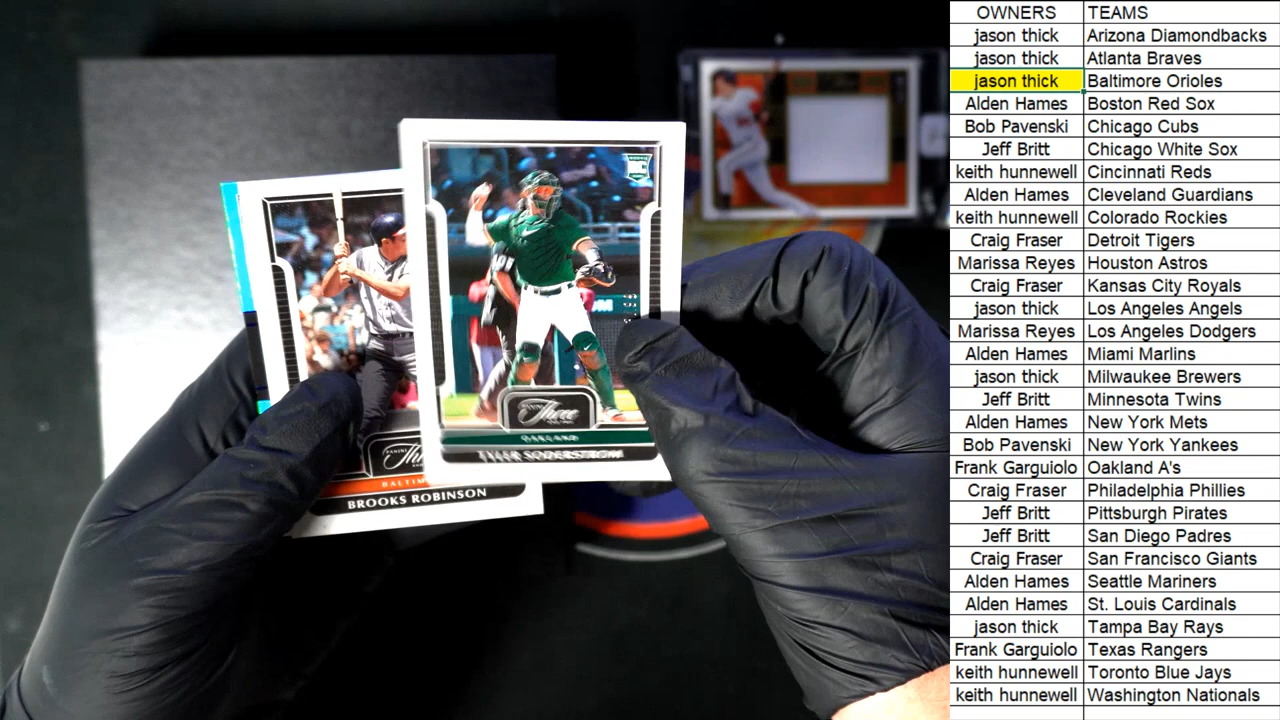 OWNERS TEAMS
jason thick Arizona Diamondbacks
jason thick Atlanta Braves
jason thick Baltimore Orioles
Alden Hames Boston Red Sox
Bob Pavenski Chicago Cubs
Jeff Britt Chicago White Sox
keith hunnewell Cincinnati Reds
Alden Hames Cleveland Guardians
keith hunnewell Colorado Rockies
Craig Fraser Detroit Tigers
Marissa Reyes Houston Astros
Craig Fraser Kansas City Royals
jason thick Los Angeles Angels
Marissa Reyes Los Angeles Dodgers
Alden Hames Miami Marlins
jason thick Milwaukee Brewers
Jeff Britt Minnesota Twins
Alden Hames New York Mets
Bob Pavenski New York Yankees
Frank Garguiolo Oakland A's
Craig Fraser Philadelphia Phillies
Jeff Britt Pittsburgh Pirates
Jeff Britt San Diego Padres
Craig Fraser San Francisco Giants
Alden Hames Seattle Mariners
Alden Hames St. Louis Cardinals
jason thick Tampa Bay Rays
Frank Garguiolo Texas Rangers
keith hunnewell Toronto Blue Jays
keith hunnewell Washington Nationals
PANINI Three
OAKLAND
TYLER SODERSTROM
PANINI Th
BALTIM
BROOKS ROBINSON